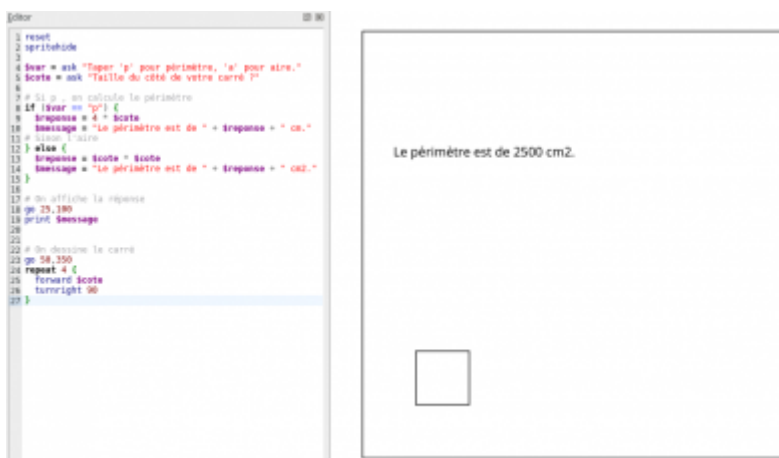 Editor
1 reset
2 spritehide
3
4 $var = ask "Taper 'p' pour périmètre, 'a' pour aire."
5 $cote = ask "Taille du côté de votre carré ?"
6
7 # Si p , on calcule le périmètre
8 if ($var == "p") {
9 $reponse = 4 * $cote
10 $message = "Le périmètre est de " + $reponse + " cm."
11 # Sinon l'aire
12 } else {
13 $reponse = $cote * $cote
14 $message = "Le périmètre est de " + $reponse + " cm2."
15 }
16
17 # On affiche la réponse
18 go 25,100
19 print $message
20
21
22 # On dessine le carré
23 go 50,350
24 repeat 4 {
25 forward $cote
26 turnright 90
27 }
Le périmètre est de 2500 cm2.